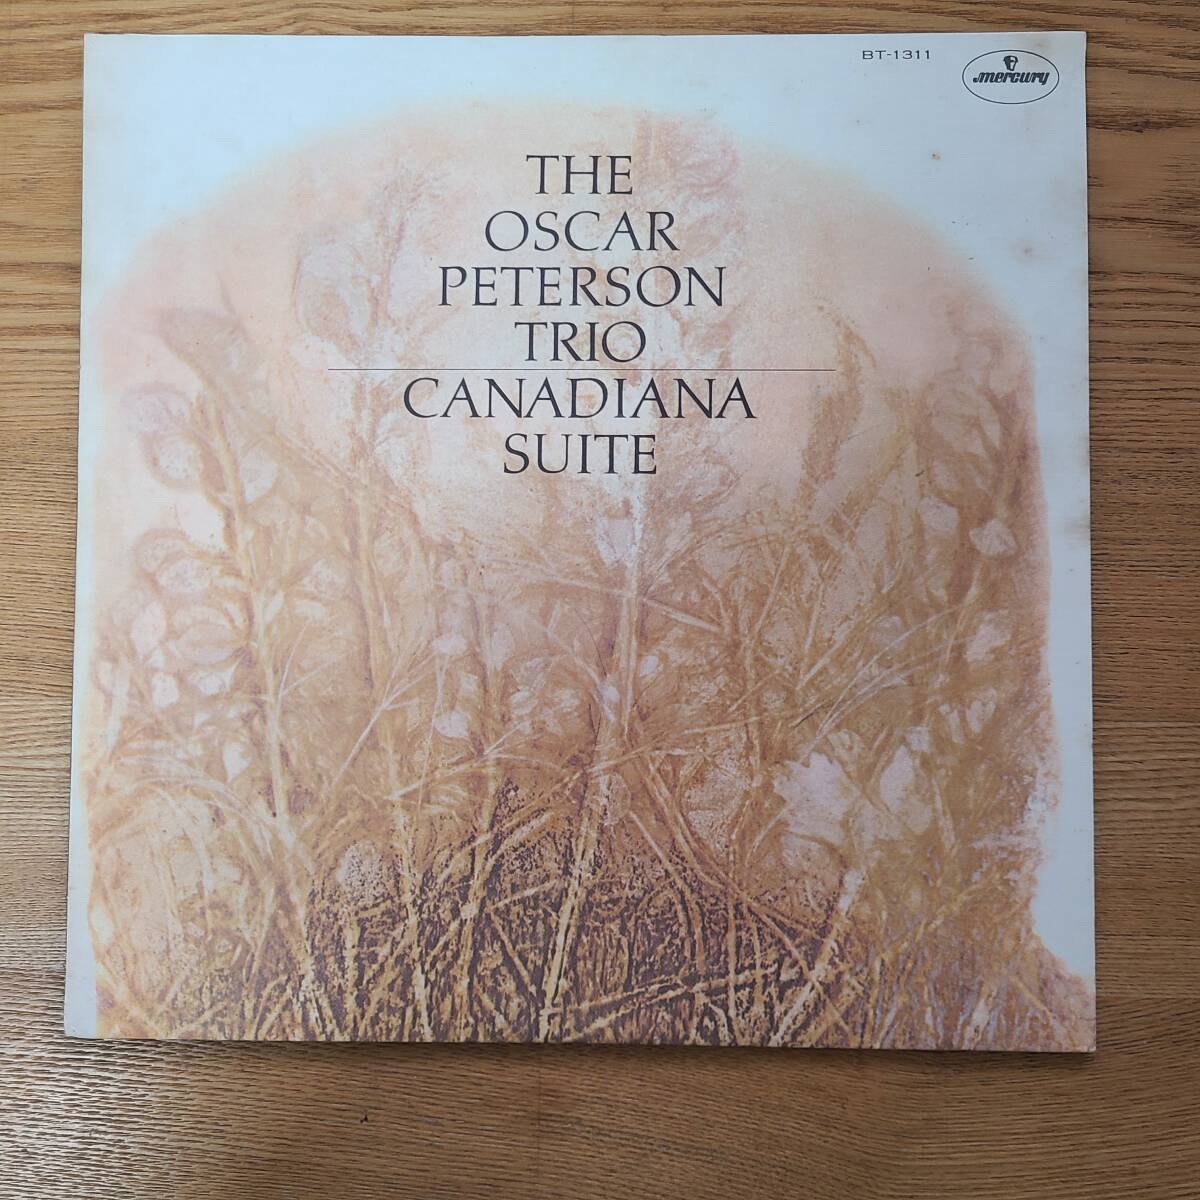 BT-1311
mercury
THE
OSCAR
PETERSON
TRIO
CANADIANA
SUITE